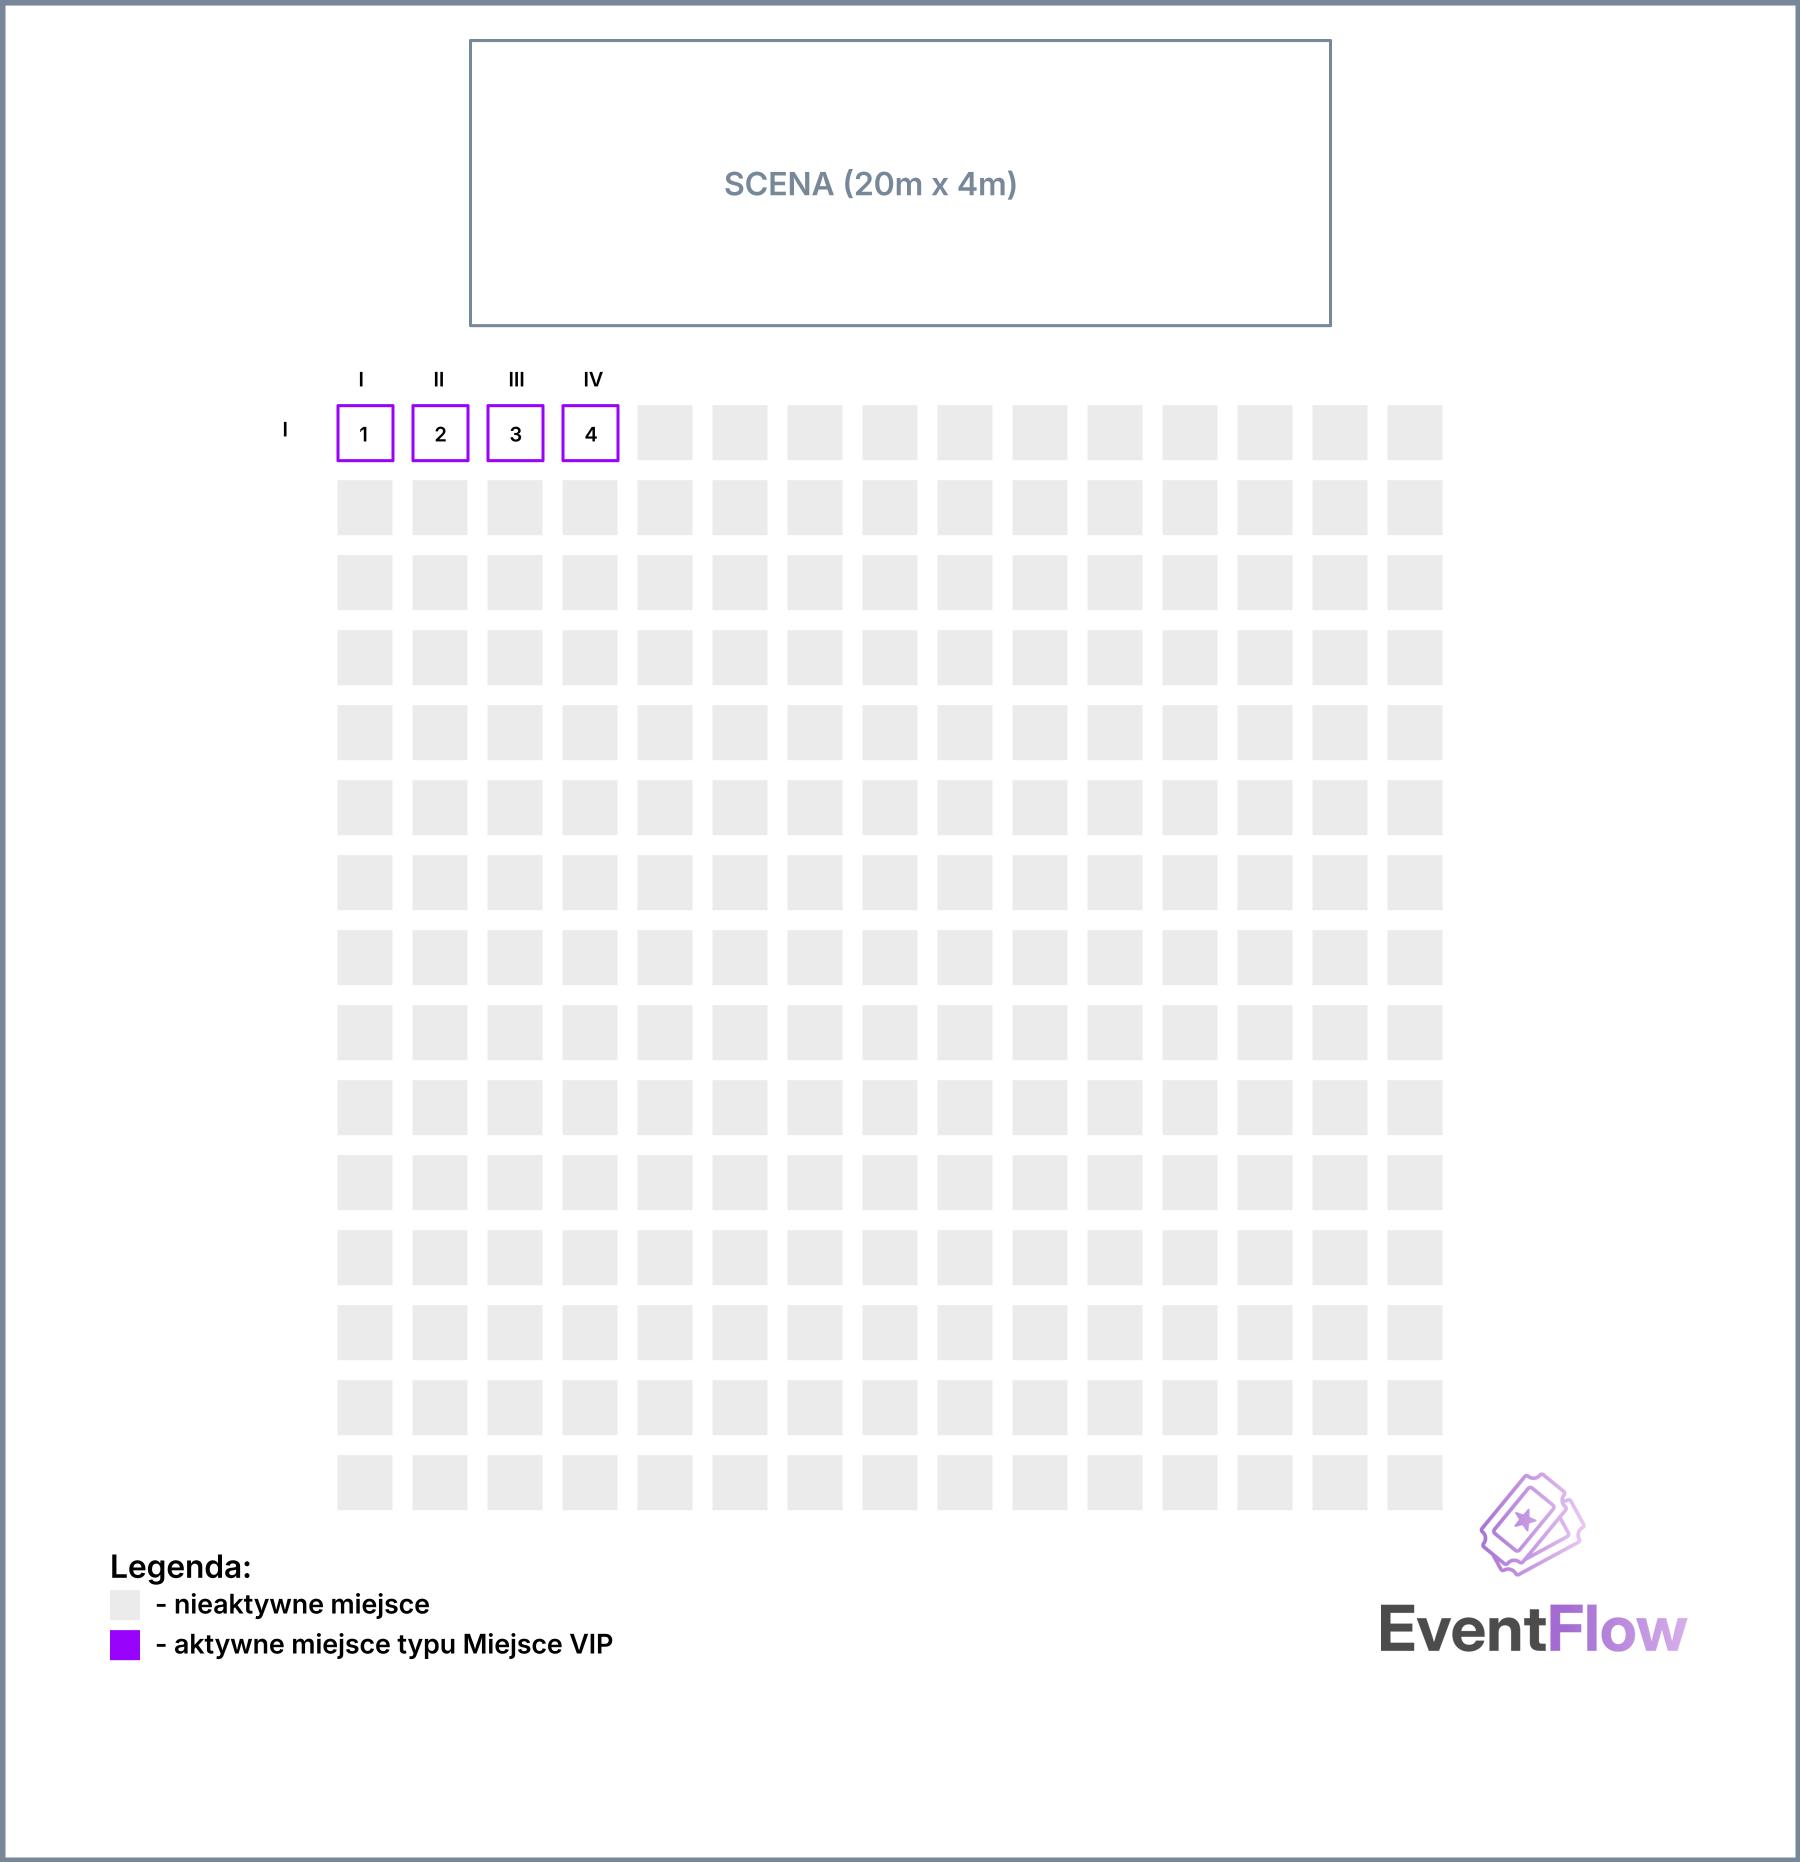 SCENA (20m x 4m)
I II III IV
I 1 2 3 4
Legenda:
- nieaktywne miejsce
- aktywne miejsce typu Miejsce VIP
EventFlow